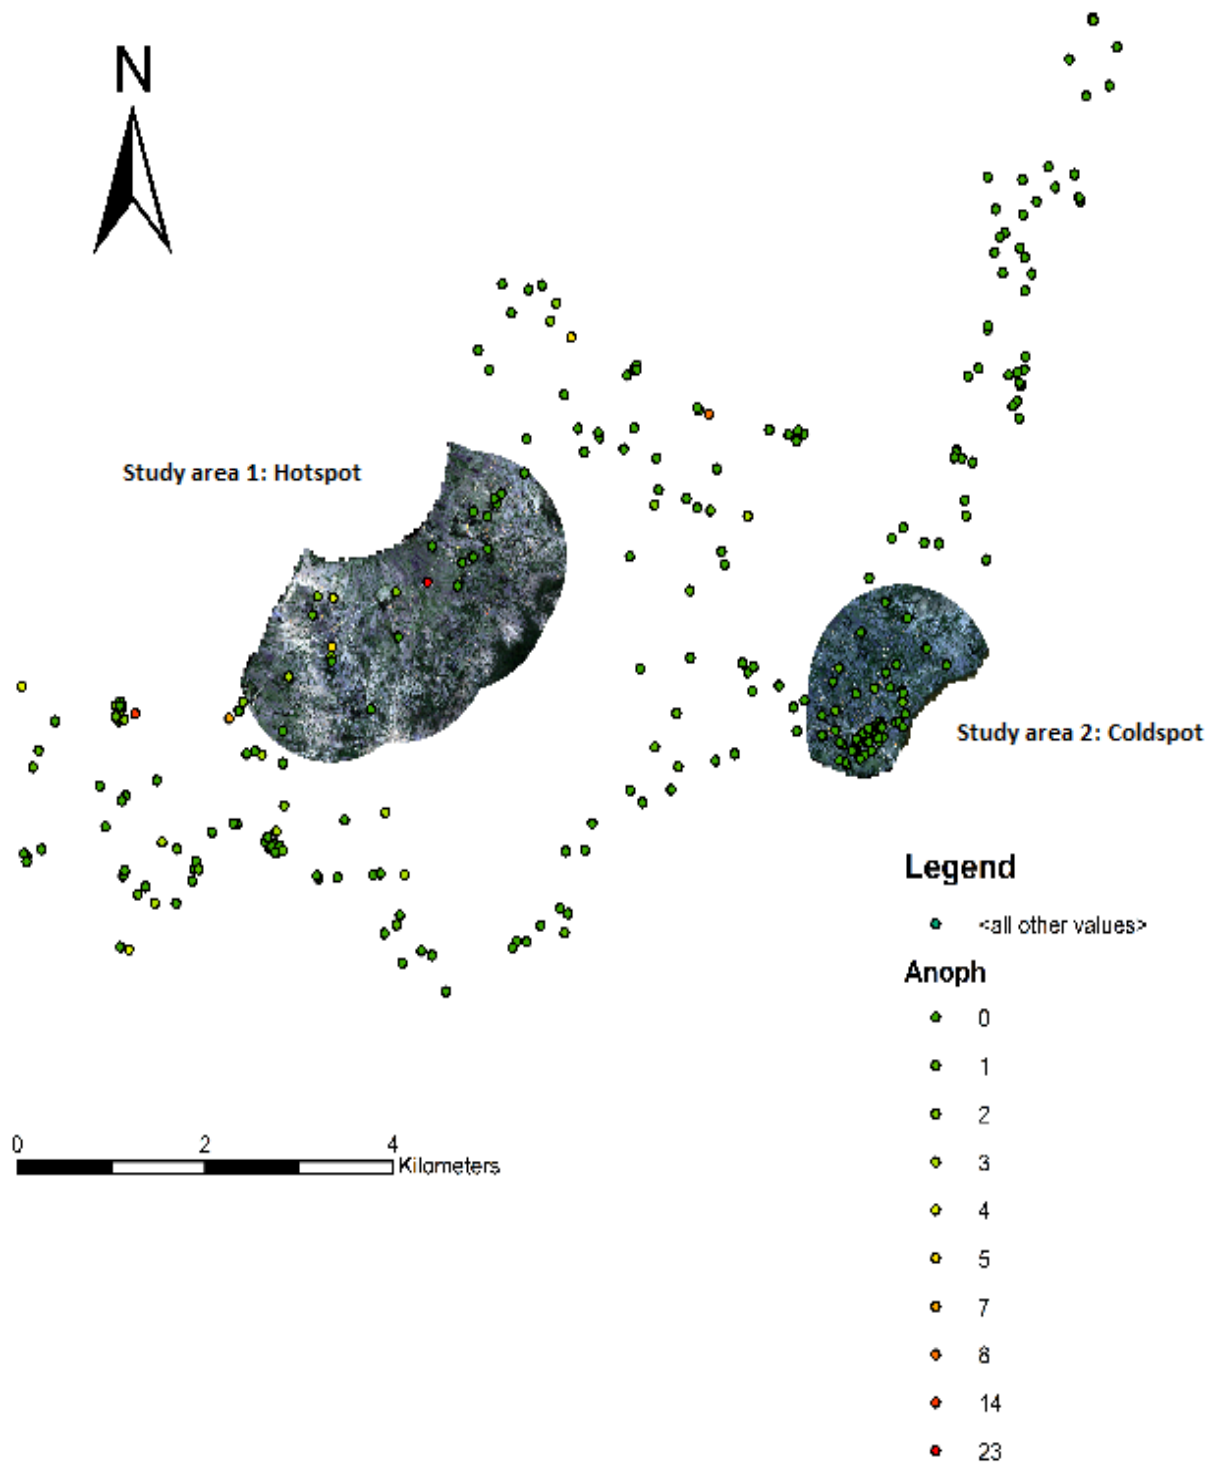 N
Study area 1: Hotspot
Study area 2: Coldspot
Legend
<all other values>
Anoph
0
1
2
3
4
5
7
8
14
23
0 2 4
Kilometers